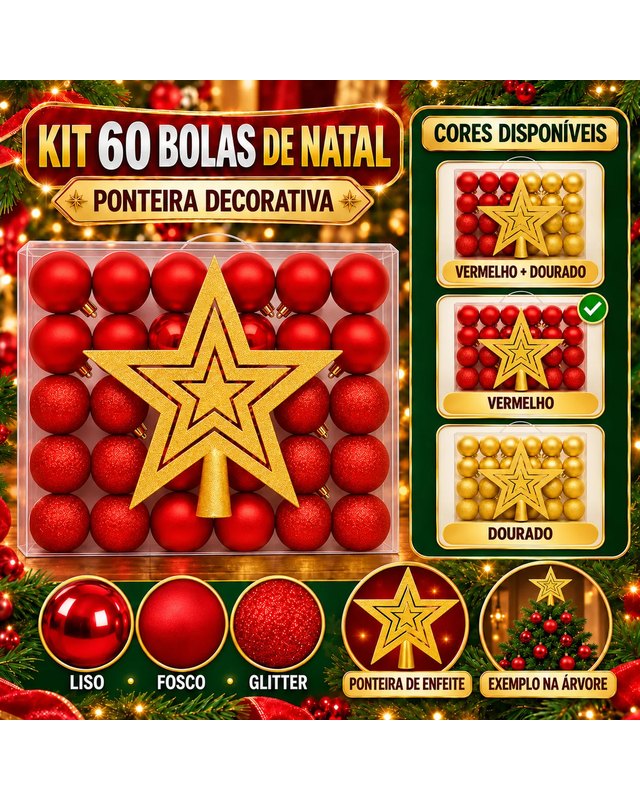 KIT 60 BOLAS DE NATAL
PONTEIRA DECORATIVA
CORES DISPONÍVEIS
VERMELHO + DOURADO
VERMELHO
DOURADO
LISO • FOSCO • GLITTER
PONTEIRA DE ENFEITE
EXEMPLO NA ÁRVORE